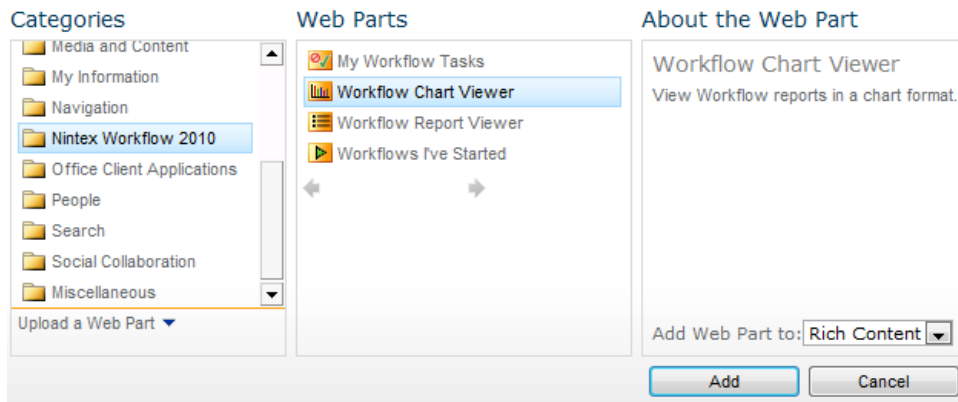 Categories
Media and Content
My Information
Navigation
Nintex Workflow 2010
Office Client Applications
People
Search
Social Collaboration
Miscellaneous
Upload a Web Part
Web Parts
My Workflow Tasks
Workflow Chart Viewer
Workflow Report Viewer
Workflows I've Started
About the Web Part
Workflow Chart Viewer
View Workflow reports in a chart format.
Add Web Part to: Rich Content
Add
Cancel